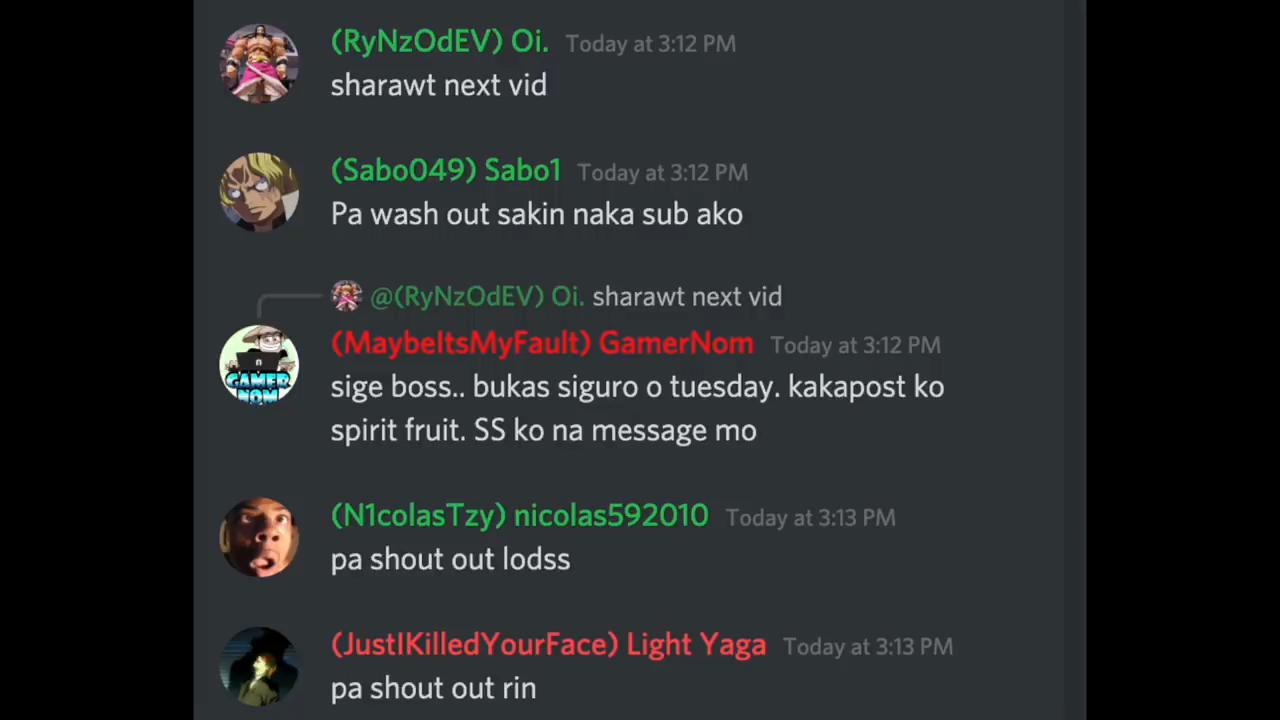 (RyNzOdEV) Oi. Today at 3:12 PM
sharawt next vid
(Sabo049) Sabo1 Today at 3:12 PM
Pa wash out sakin naka sub ako
@(RyNzOdEV) Oi. sharawt next vid
(MaybeItsMyFault) GamerNom Today at 3:12 PM
GAMER
NOM
sige boss.. bukas siguro o tuesday. kakapost ko
spirit fruit. SS ko na message mo
(N1colasTzy) nicolas592010 Today at 3:13 PM
pa shout out lodss
(JustIKilledYourFace) Light Yaga Today at 3:13 PM
pa shout out rin